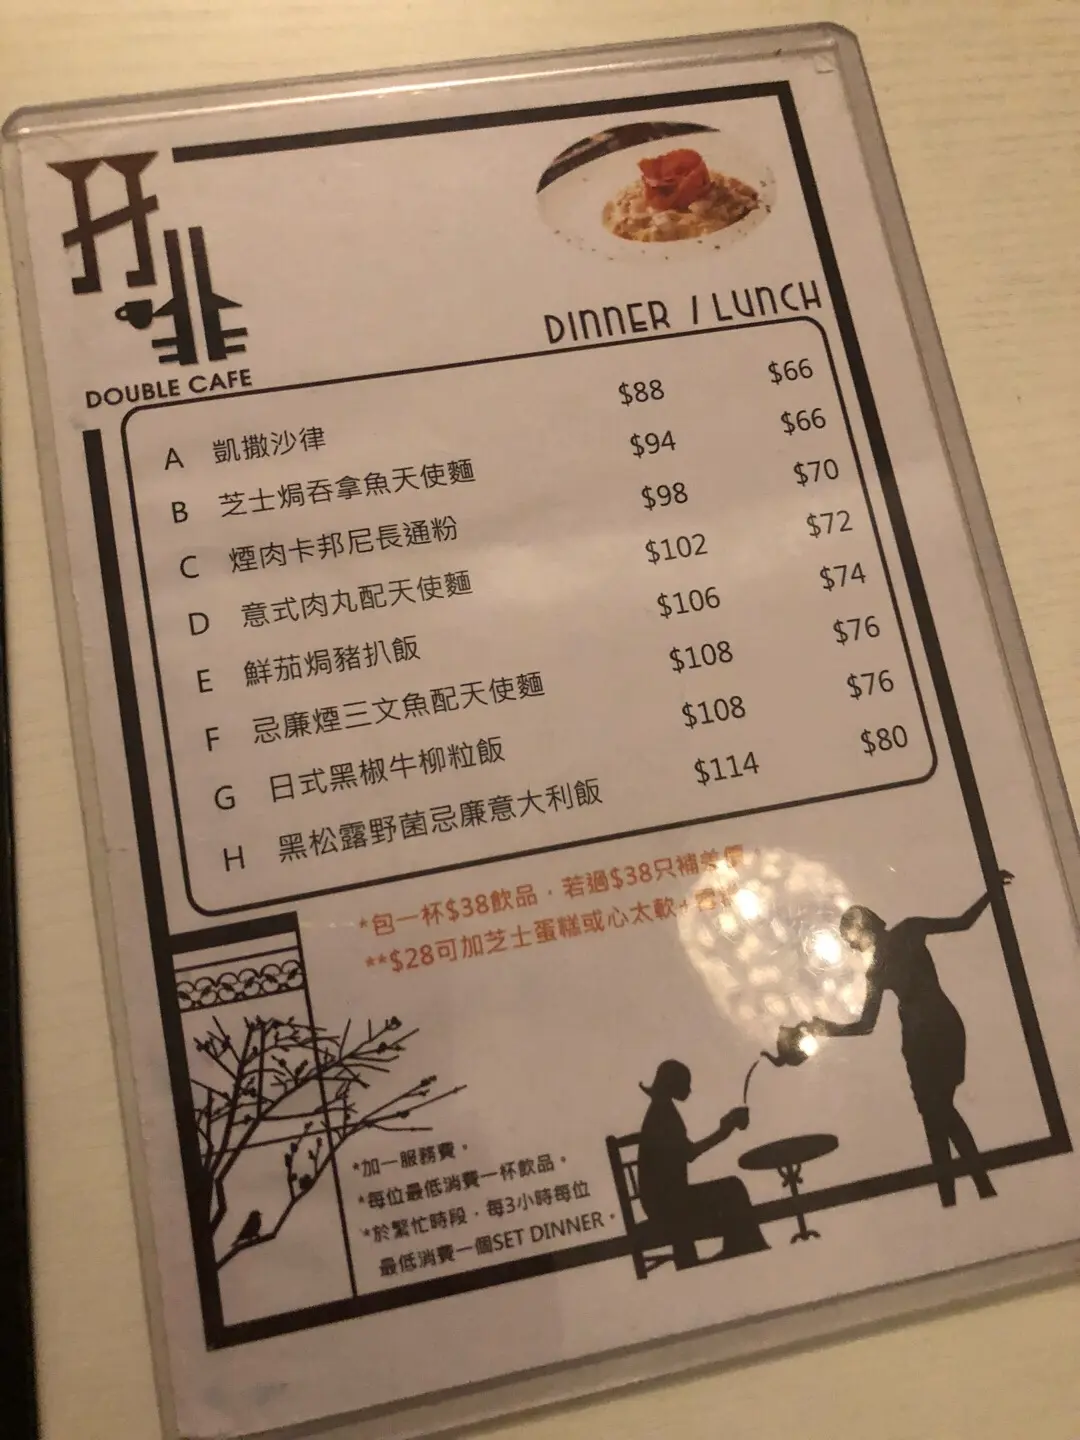 DOUBLE CAFE
DINNER / LUNCH
A 凱撒沙律 $88 $66
B 芝士焗吞拿魚天使麵 $94 $66
C 煙肉卡邦尼長通粉 $98 $70
D 意式肉丸配天使麵 $102 $72
E 鮮茄焗豬扒飯 $106 $74
F 忌廉煙三文魚配天使麵 $108 $76
G 日式黑椒牛柳粒飯 $108 $76
H 黑松露野菌忌廉意大利飯 $114 $80
*包一杯$38飲品，若過$38只補差價
**$28可加芝士蛋糕或心太軟+雪糕
*加一服務費。
*每位最低消費一杯飲品。
*於繁忙時段，每3小時每位
最低消費一個SET DINNER。